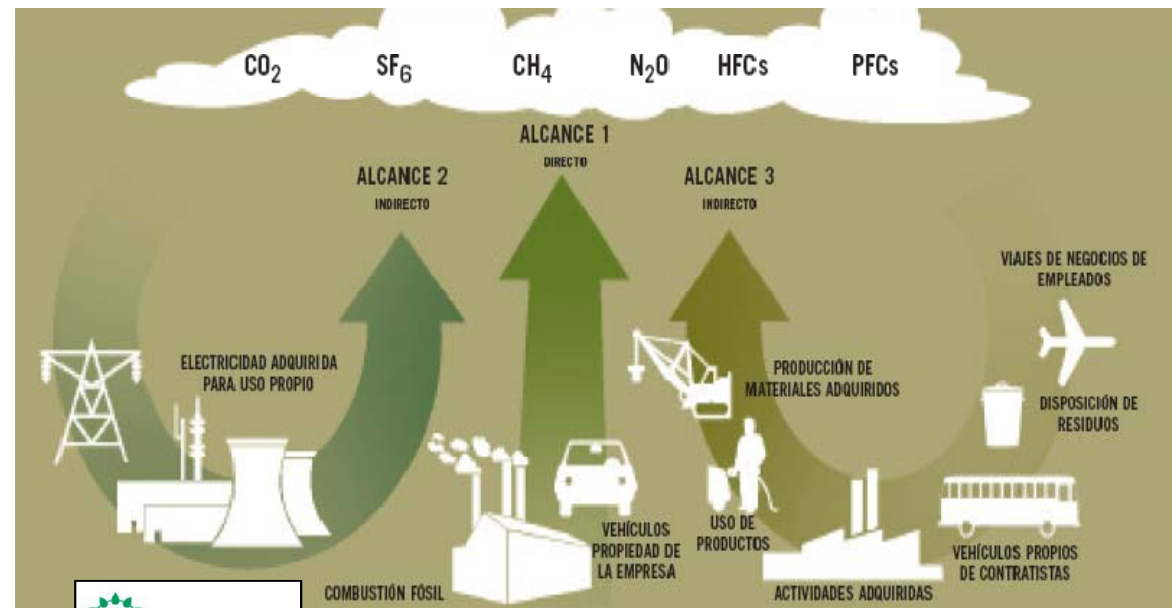 CO₂ SF₆ CH₄ N₂O HFCs PFCs
ALCANCE 1
DIRECTO
ALCANCE 2
INDIRECTO
ALCANCE 3
INDIRECTO
VIAJES DE NEGOCIOS DE
EMPLEADOS
ELECTRICIDAD ADQUIRIDA
PARA USO PROPIO
PRODUCCIÓN DE
MATERIALES ADQUIRIDOS
DISPOSICIÓN DE
RESIDUOS
VEHÍCULOS
PROPIEDAD DE
LA EMPRESA
USO DE
PRODUCTOS
VEHÍCULOS PROPIOS
DE CONTRATISTAS
COMBUSTIÓN FÓSIL
ACTIVIDADES ADQUIRIDAS